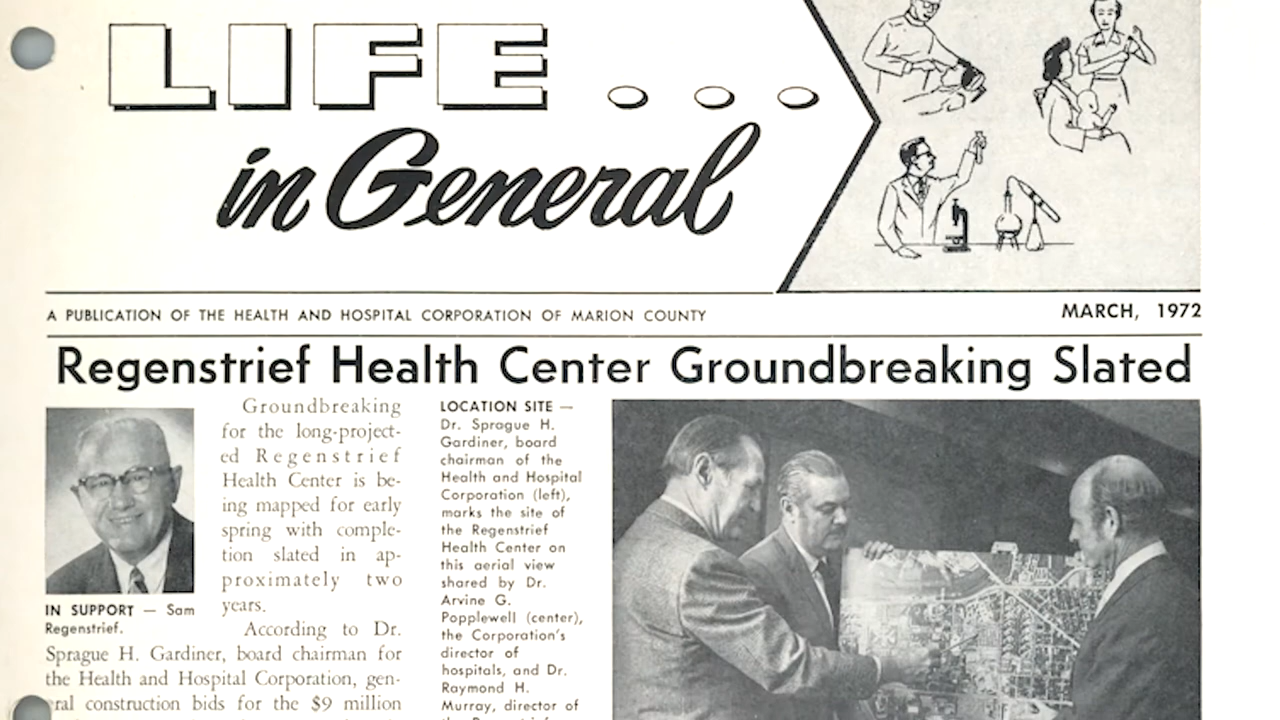 LIFE...
in General
A PUBLICATION OF THE HEALTH AND HOSPITAL CORPORATION OF MARION COUNTY
MARCH, 1972
Regenstrief Health Center Groundbreaking Slated
IN SUPPORT — Sam
Regenstrief.
Groundbreaking
for the long-project-
ed Regenstrief
Health Center is be-
ing mapped for early
spring with comple-
tion slated in ap-
proximately two
years.
According to Dr.
Sprague H. Gardiner, board chairman for
the Health and Hospital Corporation, gen-
eral construction bids for the $9 million
LOCATION SITE —
Dr. Sprague H.
Gardiner, board
chairman of the
Health and Hospital
Corporation (left),
marks the site of
the Regenstrief
Health Center on
this aerial view
shared by Dr.
Arvine G.
Popplewell (center),
the Corporation's
director of
hospitals, and Dr.
Raymond H.
Murray, director of